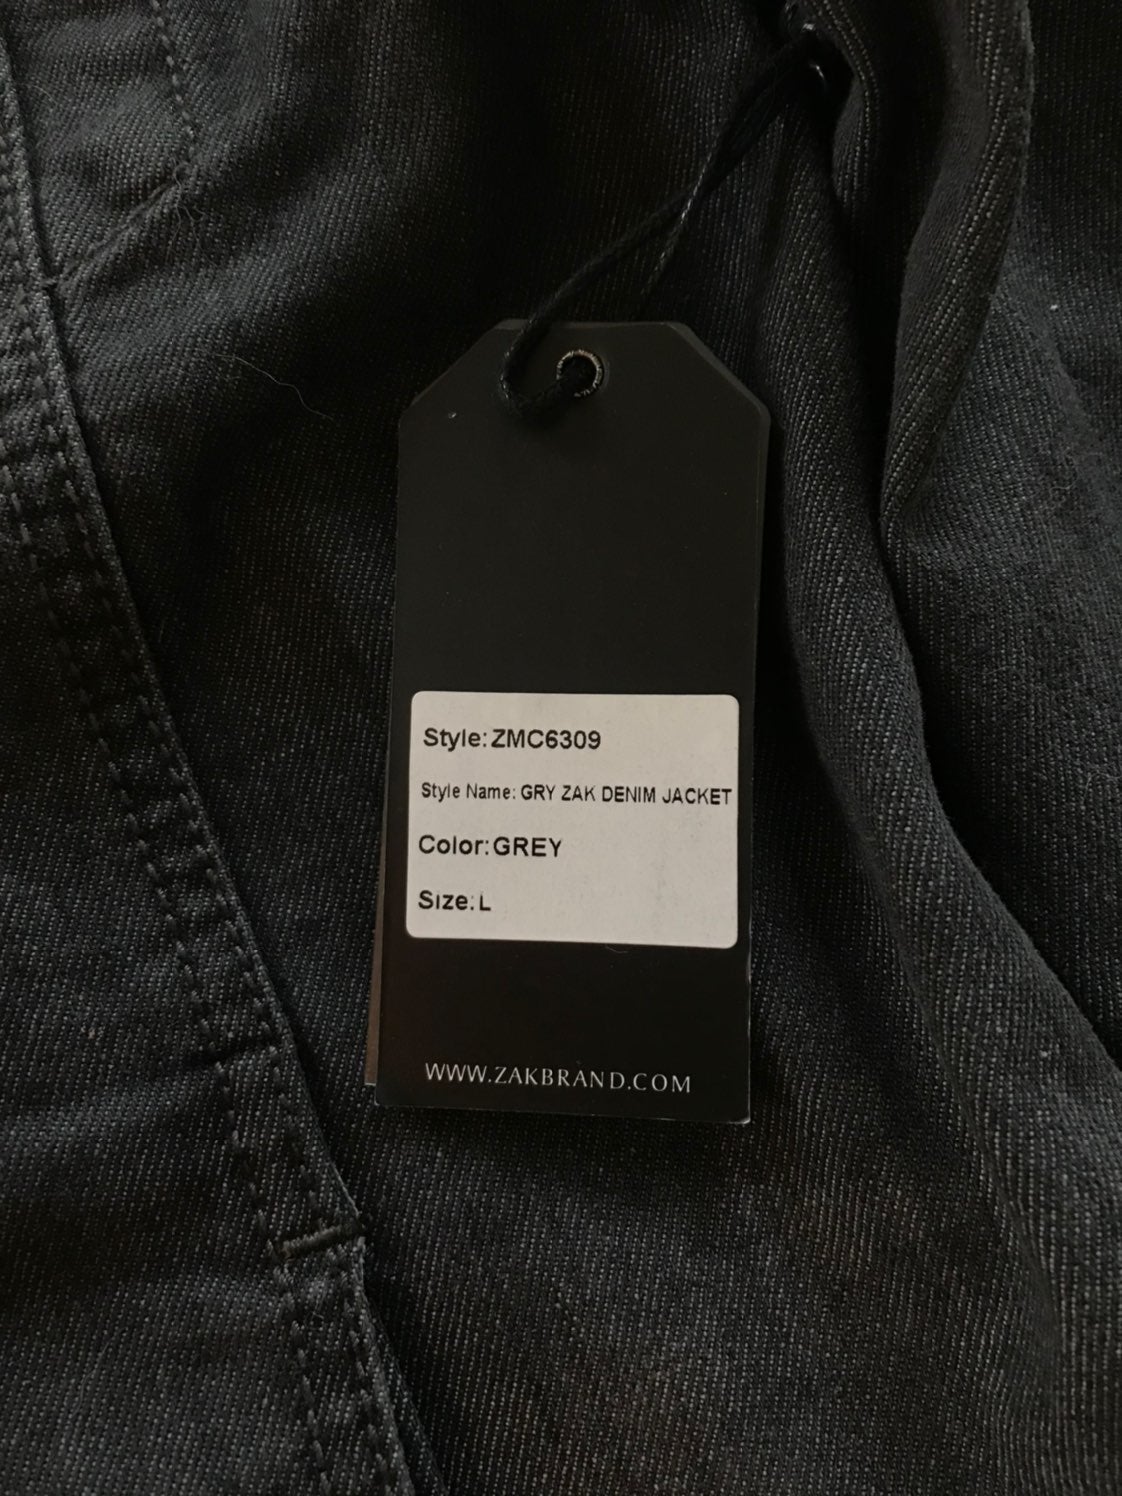 Style:ZMC6309
Style Name: GRY ZAK DENIM JACKET
Color:GREY
Size:L
WWW.ZAKBRAND.COM